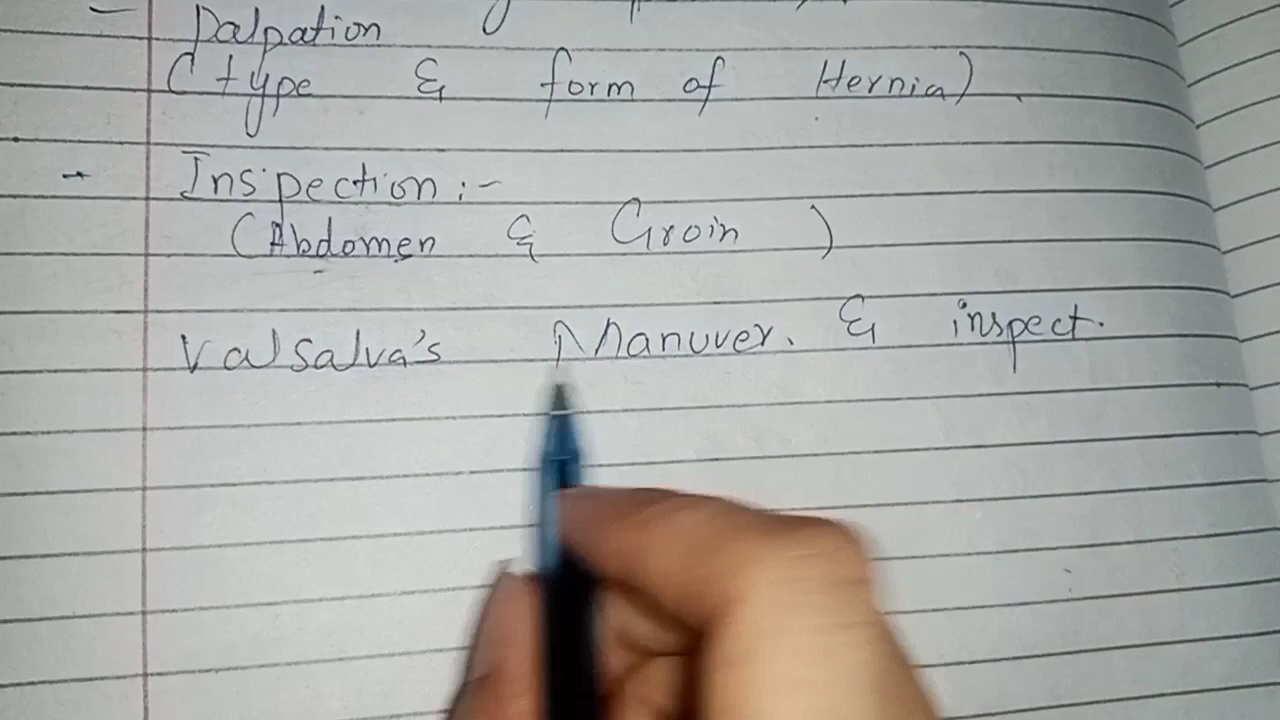 - Palpation
(type & form of Hernia)
- Inspection :-
(Abdomen & Groin )
Valsalva's Manuver. & inspect.